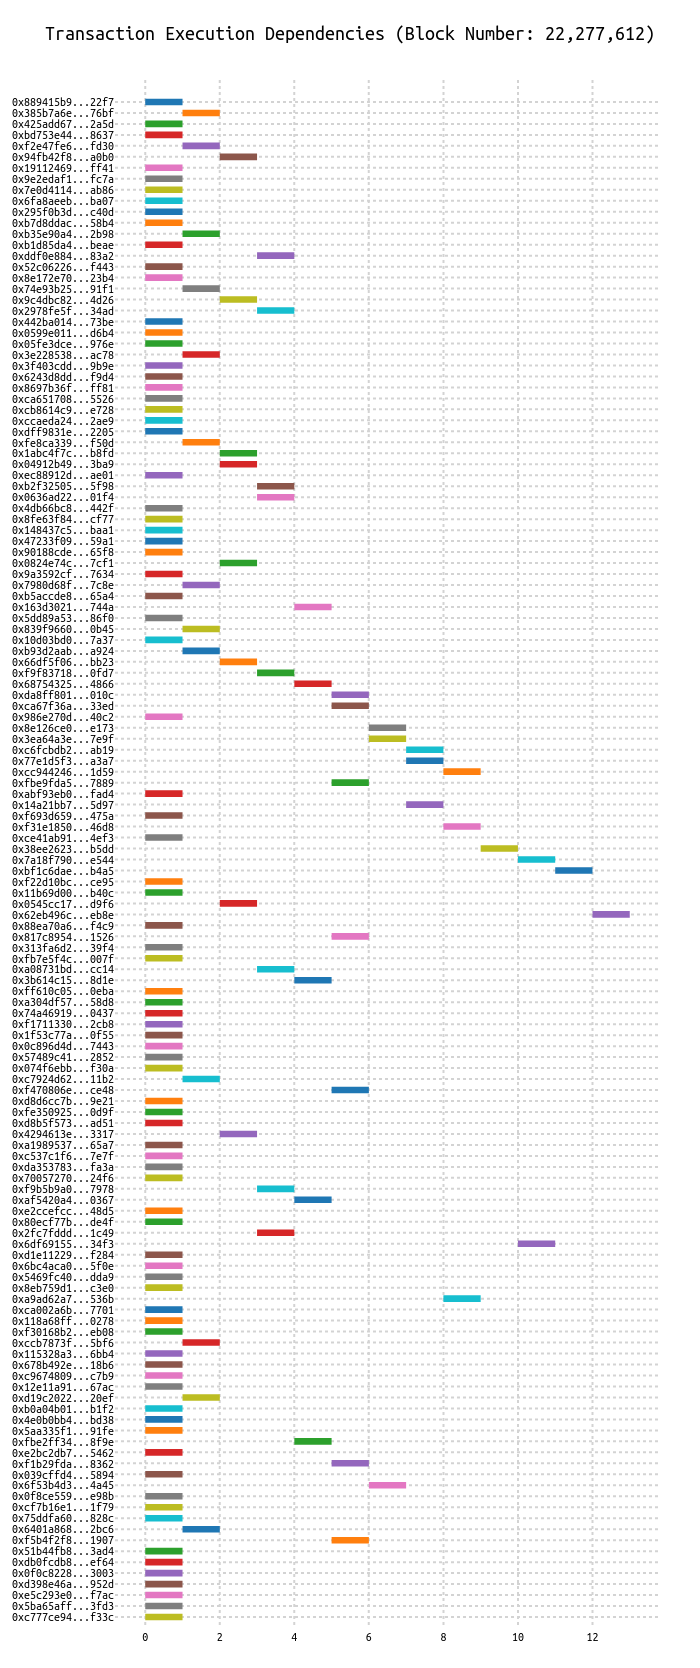 Transaction Execution Dependencies (Block Number: 22,277,612)
0x889415b9...22f7
0x385b7a6e...76bf
0x425add67...2a5d
0xbd753e44...8637
0xf2e47fe6...fd30
0x94fb42f8...a0b0
0x19112469...ff41
0x9e2edaf1...fc7a
0x7e0d4114...ab86
0x6fa8aeeb...ba07
0x295f0b3d...c40d
0xb7d8ddac...58b4
0xb35e90a4...2b98
0xb1d85da4...beae
0xddf0e884...83a2
0x52c06226...f443
0x8e172e70...23b4
0x74e93b25...91f1
0x9c4dbc82...4d26
0x2978fe5f...34ad
0x442ba014...73be
0x0599e011...d6b4
0x05fe3dce...976e
0x3e228538...ac78
0x3f403cdd...9b9e
0x6243d8dd...f9d4
0x8697b36f...ff81
0xca651708...5526
0xcb8614c9...e728
0xccaeda24...2ae9
0xdff9831e...2205
0xfe8ca339...f50d
0x1abc4f7c...b8fd
0x04912b49...3ba9
0xec88912d...ae01
0xb2f32505...5f98
0x0636ad22...01f4
0x4db66bc8...442f
0x8fe63f84...cf77
0x148437c5...baa1
0x47233f09...59a1
0x90188cde...65f8
0x0824e74c...7cf1
0x9a3592cf...7634
0x7980d68f...7c8e
0xb5accde8...65a4
0x163d3021...744a
0x5dd89a53...86f0
0x839f9660...0b45
0x10d03bd0...7a37
0xb93d2aab...a924
0x66df5f06...bb23
0xf9f83718...0fd7
0x68754325...4866
0xda8ff801...010c
0xca67f36a...33ed
0x986e270d...40c2
0x8e126ce0...e173
0x3ea64a3e...7e9f
0xc6fcbdb2...ab19
0x77e1d5f3...a3a7
0xcc944246...1d59
0xfbe9fda5...7889
0xabf93eb0...fad4
0x14a21bb7...5d97
0xf693d659...475a
0xf31e1850...46d8
0xce41ab91...4ef3
0x38ee2623...b5dd
0x7a18f790...e544
0xbf1c6dae...b4a5
0xf22d10bc...ce95
0x11b69d00...b40c
0x0545cc17...d9f6
0x62eb496c...eb8e
0x88ea70a6...f4c9
0x817c8954...1526
0x313fa6d2...39f4
0xfb7e5f4c...007f
0xa08731bd...cc14
0x3b614c15...8d1e
0xff610c05...0eba
0xa304df57...58d8
0x74a46919...0437
0xf1711330...2cb8
0x1f53c77a...0f55
0x0c896d4d...7443
0x57489c41...2852
0x074f6ebb...f30a
0xc7924d62...11b2
0xf470806e...ce48
0xd8d6cc7b...9e21
0xfe350925...0d9f
0xd8b5f573...ad51
0x4294613e...3317
0xa1989537...65a7
0xc537c1f6...7e7f
0xda353783...fa3a
0x70057270...24f6
0xf9b5b9a0...7978
0xaf5420a4...0367
0xe2ccefcc...48d5
0x80ecf77b...de4f
0x2fc7fddd...1c49
0x6df69155...34f3
0xd1e11229...f284
0x6bc4aca0...5f0e
0x5469fc40...dda9
0x8eb759d1...c3e0
0xa9ad62a7...536b
0xca002a6b...7701
0x118a68ff...0278
0xf30168b2...eb08
0xccb7873f...5bf6
0x115328a3...6bb4
0x678b492e...18b6
0xc9674809...c7b9
0x12e11a91...67ac
0xd19c2022...20ef
0xb0a04b01...b1f2
0x4e0b0bb4...bd38
0x5aa335f1...91fe
0xfbe2ff34...8f9e
0xe2bc2db7...5462
0xf1b29fda...8362
0x039cffd4...5894
0x6f53b4d3...4a45
0x0f8ce559...e98b
0xcf7b16e1...1f79
0x75ddfa60...828c
0x6401a868...2bc6
0xf5b4f2f8...1907
0x51b44fb8...3ad4
0xdb0fcdb8...ef64
0x0f0c8228...3003
0xd398e46a...952d
0xe5c293e0...f7ac
0x5ba65aff...3fd3
0xc777ce94...f33c
0 2 4 6 8 10 12